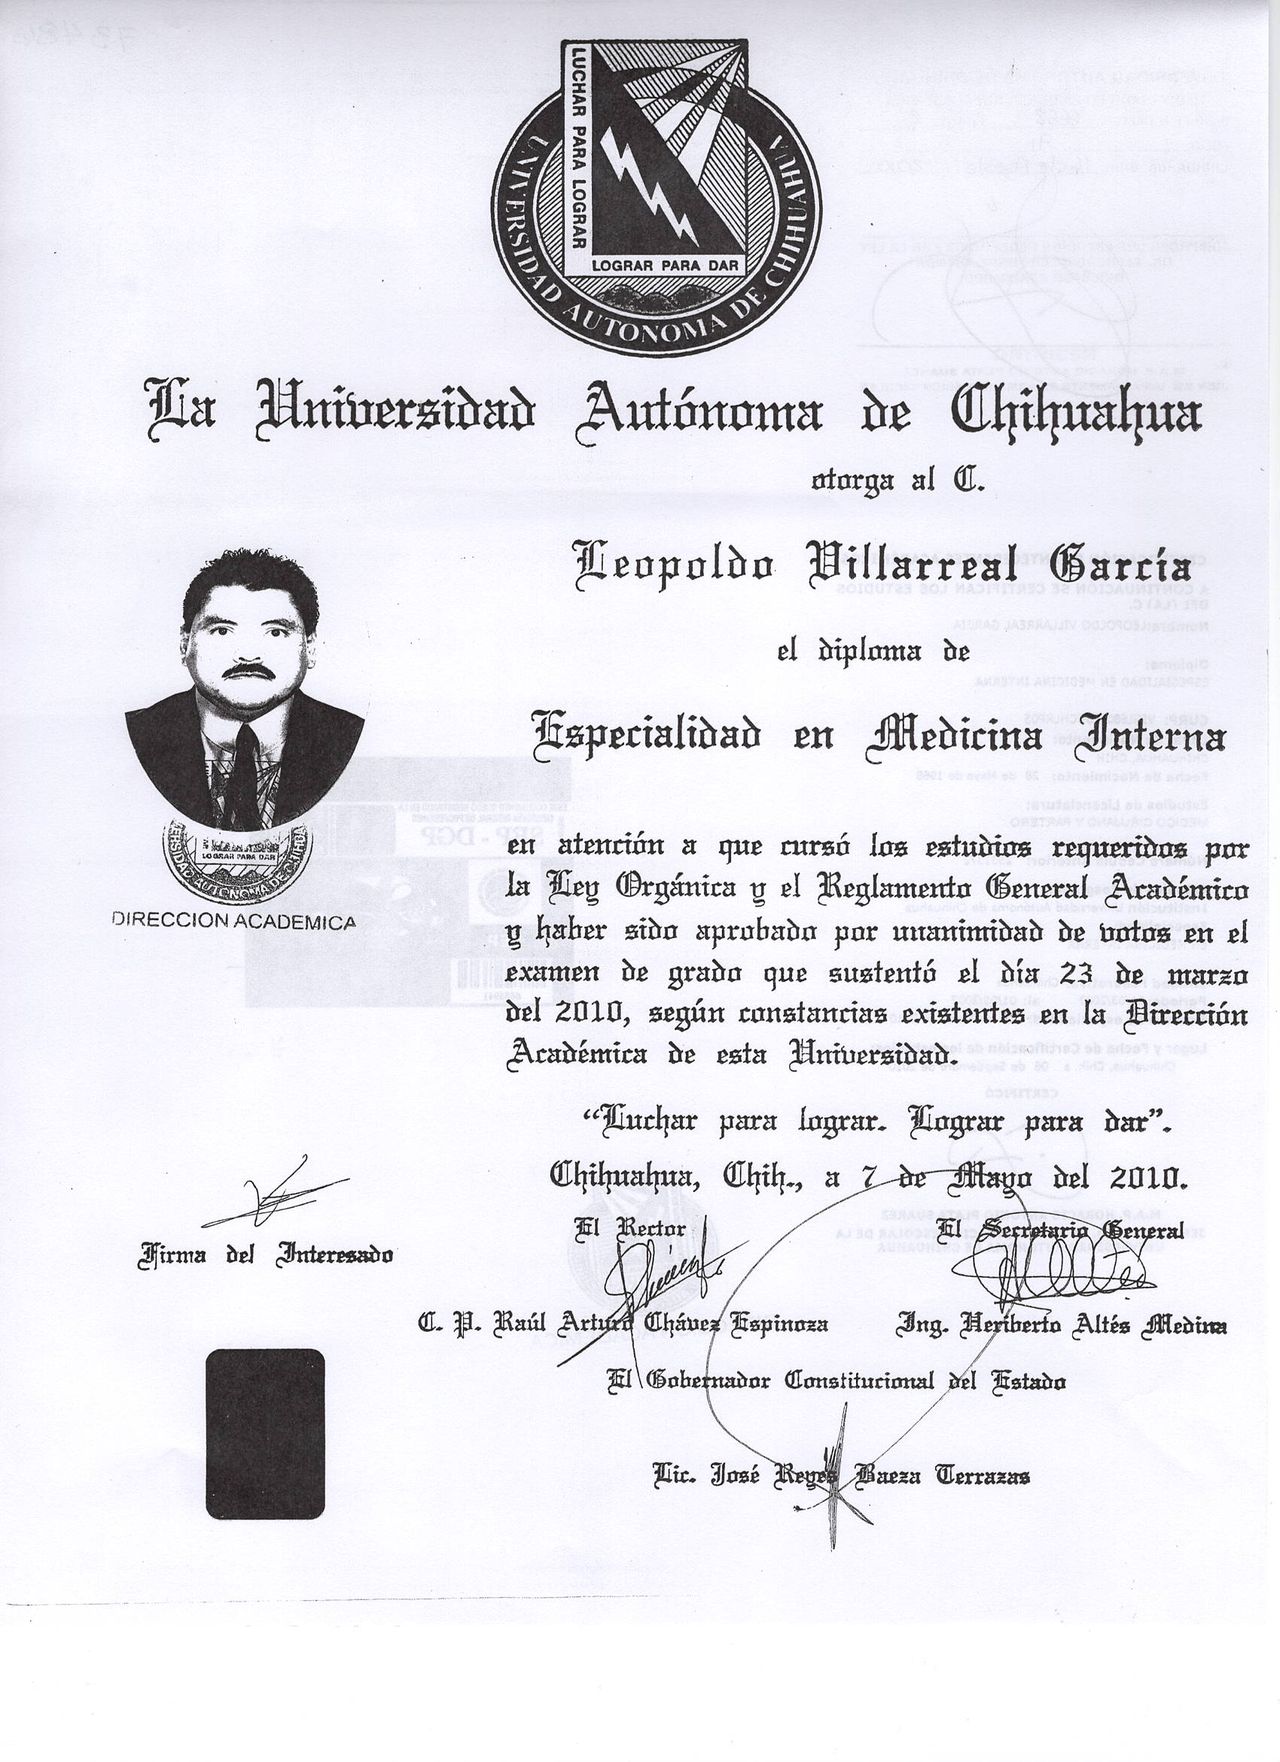 LUCHAR PARA LOGRAR
LOGRAR PARA DAR
UNIVERSIDAD AUTONOMA DE CHIHUAHUA
La Universidad Autónoma de Chihuahua
otorga al C.
Leopoldo Villarreal García
el diploma de
Especialidad en Medicina Interna
en atención a que cursó los estudios requeridos por
la Ley Orgánica y el Reglamento General Académico
y haber sido aprobado por unanimidad de votos en el
examen de grado que sustentó el día 23 de marzo
del 2010, según constancias existentes en la Dirección
Académica de esta Universidad.
LOGRAR PARA DAR
DIRECCION ACADEMICA
“Luchar para lograr. Lograr para dar”.
Chihuahua, Chih., a 7 de Mayo del 2010.
Firma del Interesado
El Rector
El Secretario General
C. P. Raúl Arturo Chávez Espinoza
Ing. Heriberto Altés Medina
El Gobernador Constitucional del Estado
Lic. José Reyes Baeza Terrazas